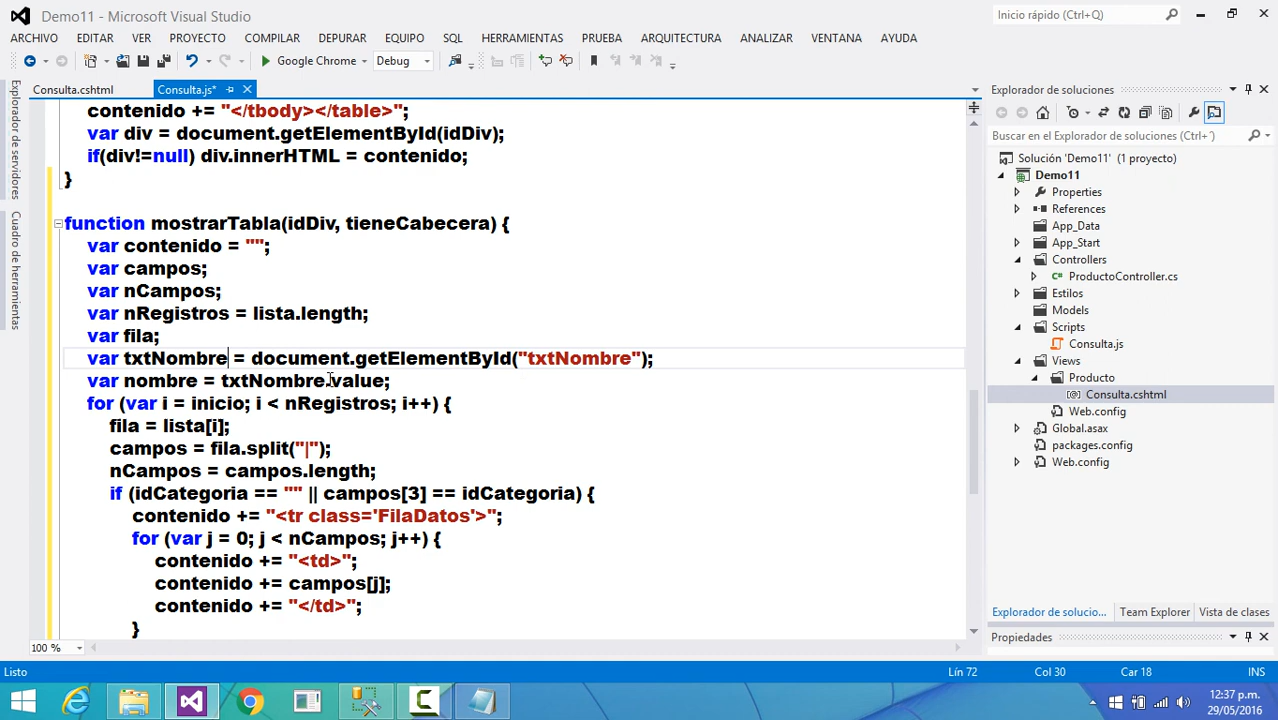 Demo11 - Microsoft Visual Studio
Inicio rápido (Ctrl+Q)
ARCHIVO EDITAR VER PROYECTO COMPILAR DEPURAR EQUIPO SQL HERRAMIENTAS PRUEBA ARQUITECTURA ANALIZAR VENTANA AYUDA
Google Chrome Debug
Explorador de servidores
Cuadro de herramientas
Consulta.cshtml Consulta.js*
contenido += "</tbody></table>";
var div = document.getElementById(idDiv);
if(div!=null) div.innerHTML = contenido;
}
function mostrarTabla(idDiv, tieneCabecera) {
var contenido = "";
var campos;
var nCampos;
var nRegistros = lista.length;
var fila;
var txtNombre = document.getElementById("txtNombre");
var nombre = txtNombre.value;
for (var i = inicio; i < nRegistros; i++) {
fila = lista[i];
campos = fila.split("|");
nCampos = campos.length;
if (idCategoria == "" || campos[3] == idCategoria) {
contenido += "<tr class='FilaDatos'>";
for (var j = 0; j < nCampos; j++) {
contenido += "<td>";
contenido += campos[j];
contenido += "</td>";
}
100 %
Explorador de soluciones
Buscar en el Explorador de soluciones (Ctrl+´)
Solución 'Demo11' (1 proyecto)
Demo11
Properties
References
App_Data
App_Start
Controllers
ProductoController.cs
Estilos
Models
Scripts
Consulta.js
Views
Producto
Consulta.cshtml
Web.config
Global.asax
packages.config
Web.config
Explorador de solucio... Team Explorer Vista de clases
Propiedades
Listo Lín 72 Col 30 Car 18 INS
12:37 p.m.
29/05/2016